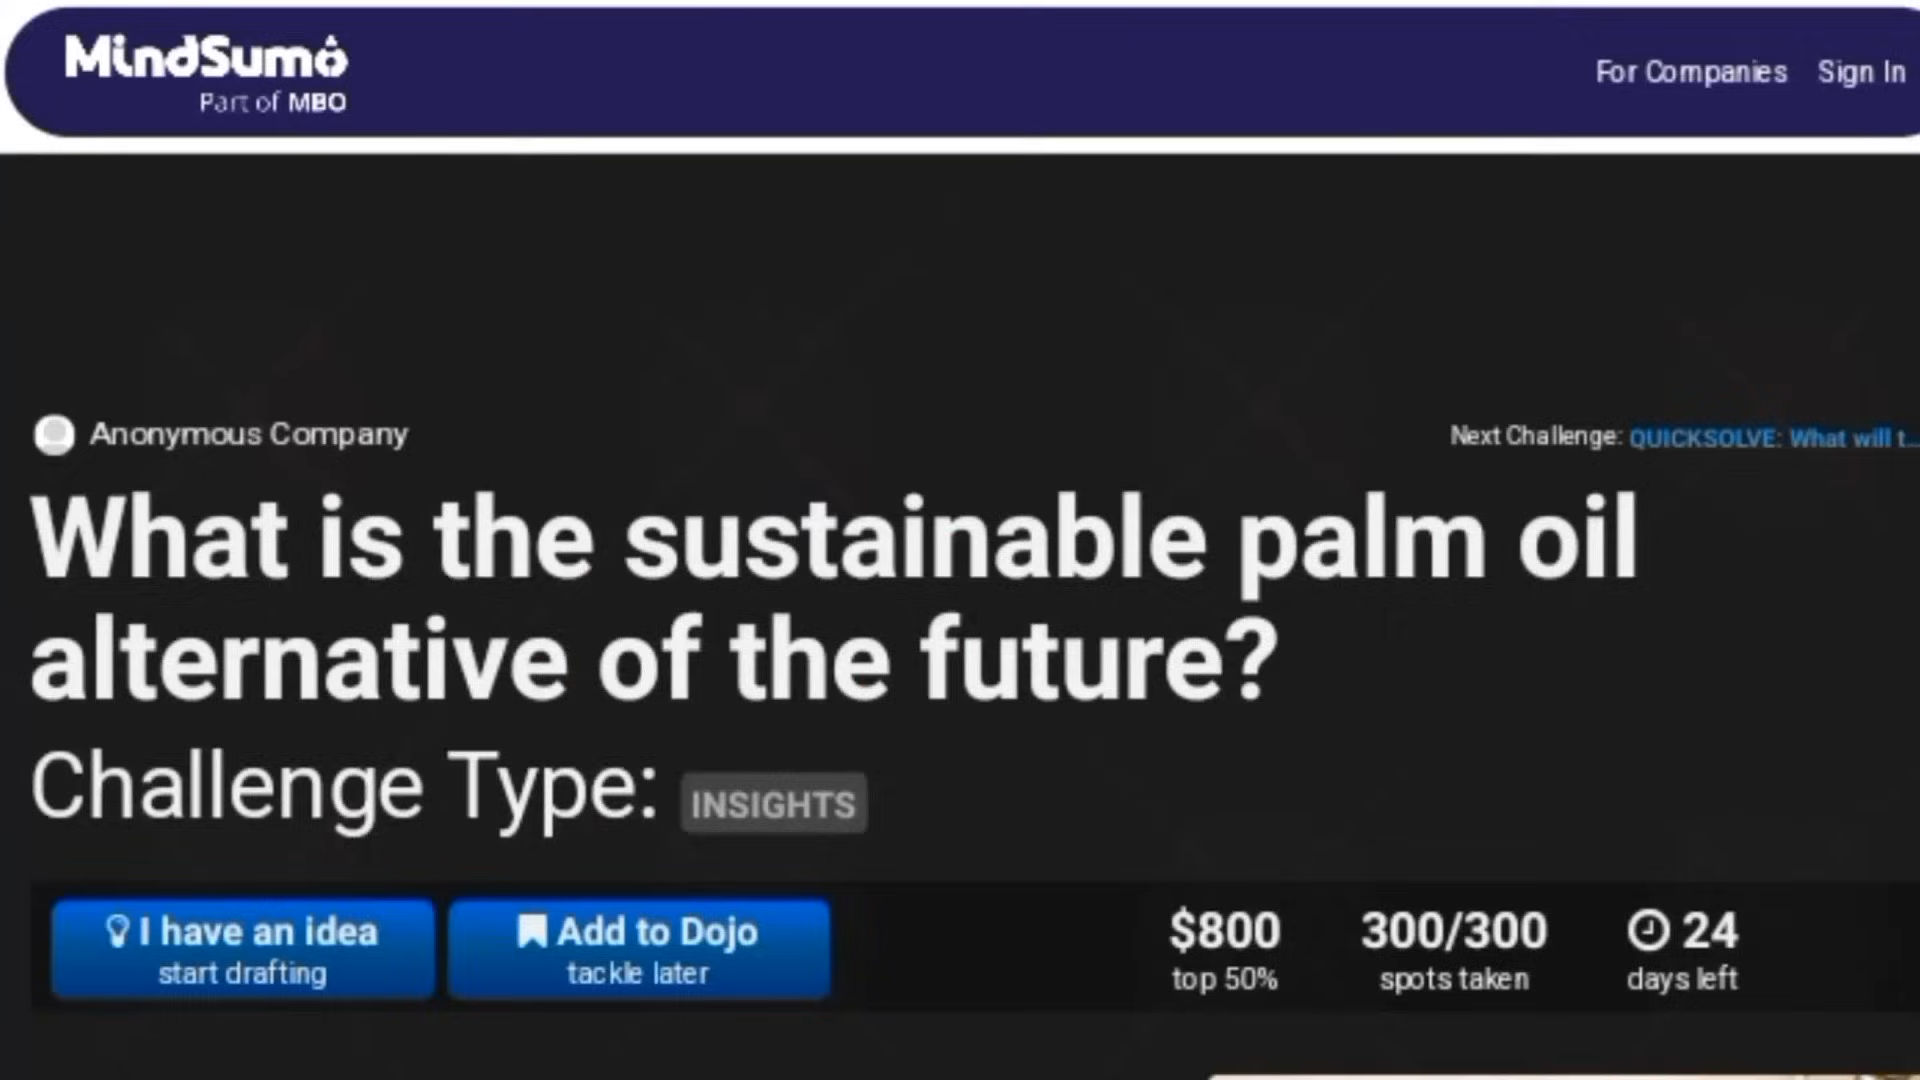 MindSumo
Part of MBO
For Companies Sign In
Anonymous Company
Next Challenge: QUICKSOLVE: What will t...
What is the sustainable palm oil
alternative of the future?
Challenge Type: INSIGHTS
I have an idea
start drafting
Add to Dojo
tackle later
$800
top 50%
300/300
spots taken
24
days left